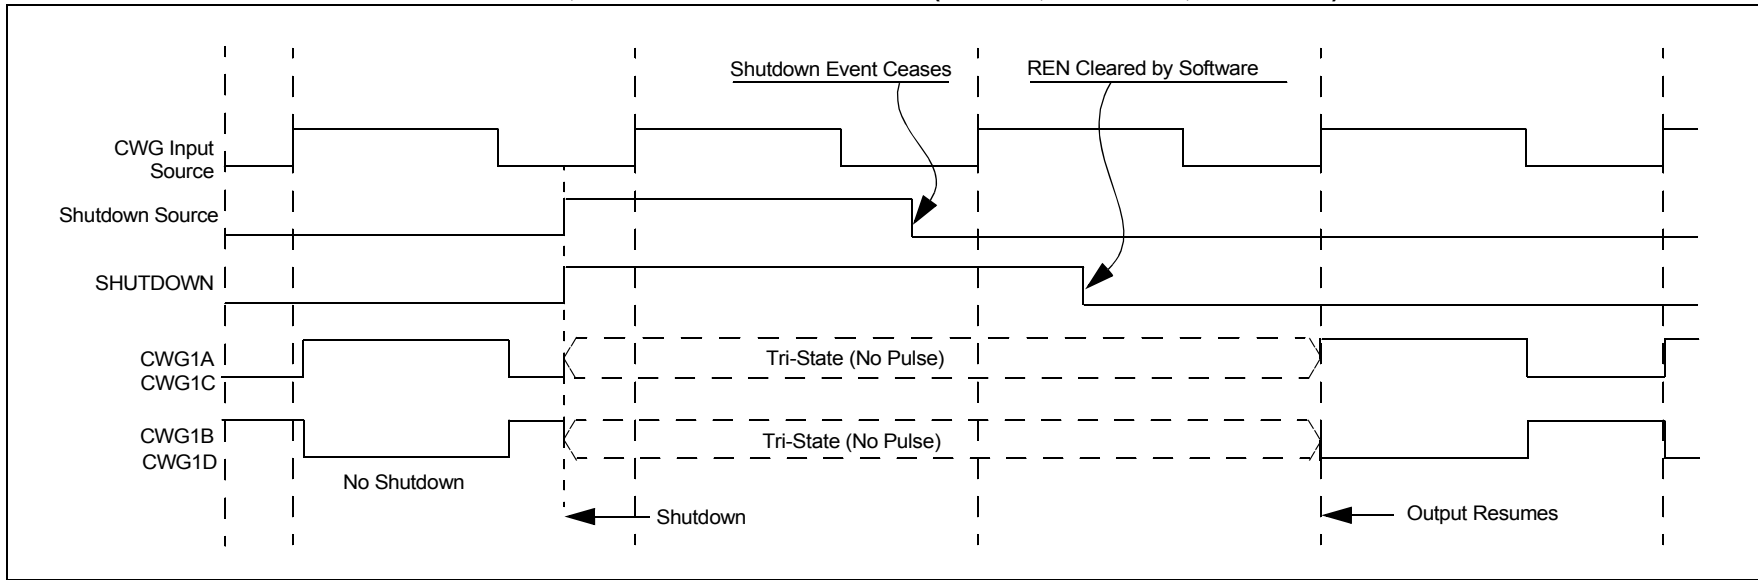 Shutdown Event Ceases
REN Cleared by Software
CWG Input
Source
Shutdown Source
SHUTDOWN
CWG1A
CWG1C
Tri-State (No Pulse)
CWG1B
CWG1D
Tri-State (No Pulse)
No Shutdown
Shutdown
Output Resumes